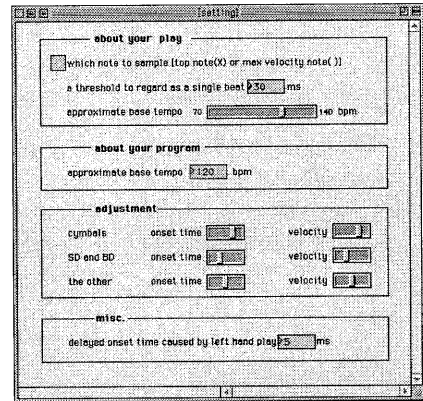 [setting]
about your play
which note to sample [top note(X) or max velocity note( )]
a threshold to regard as a single beat 30 ms
approximate base tempo 70 140 bpm
about your program
approximate base tempo 120 bpm
adjustment
cymbals onset time velocity
SD and BD onset time velocity
the other onset time velocity
misc.
delayed onset time caused by left hand play 5 ms